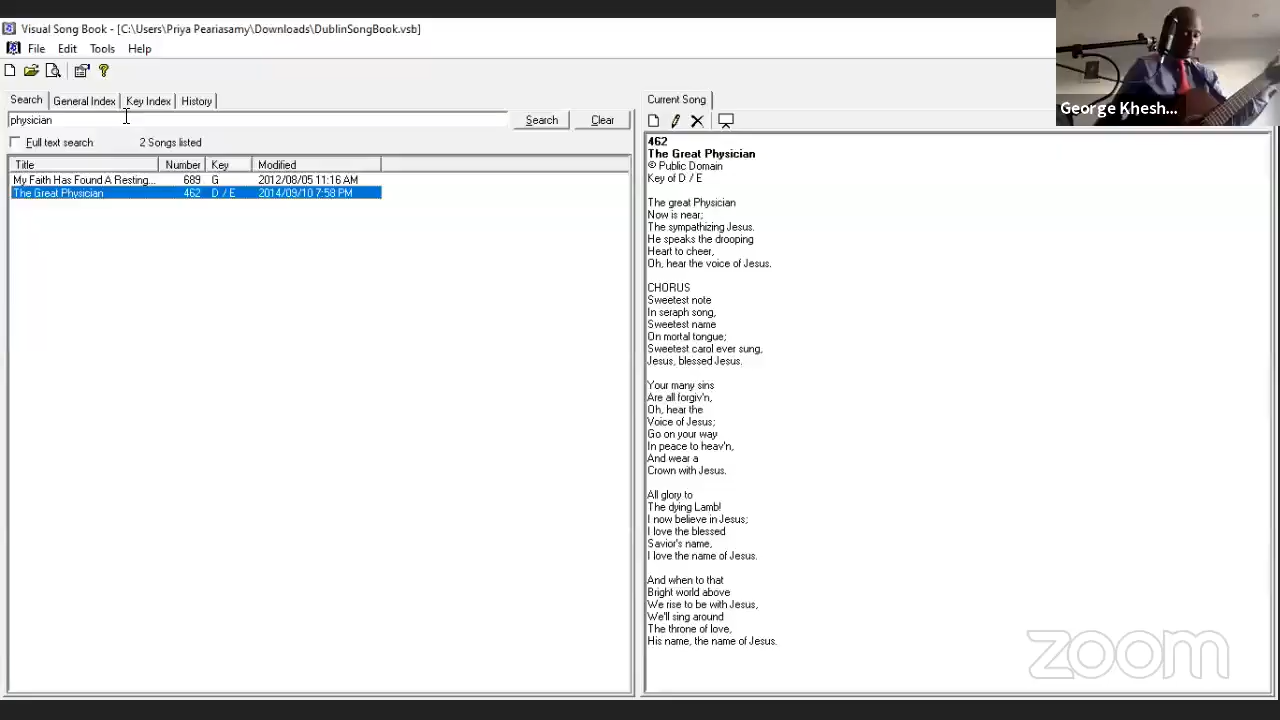 Visual Song Book - [C:\Users\Priya Peariasamy\Downloads\DublinSongBook.vsb]
File Edit Tools Help
Search General Index Key Index History
physician Search Clear
Full text search 2 Songs listed
Title Number Key Modified
My Faith Has Found A Resting... 689 G 2012/08/05 11:16 AM
The Great Physician 462 D / E 2014/09/10 7:58 PM
Current Song
462
The Great Physician
© Public Domain
Key of D / E
The great Physician
Now is near;
The sympathizing Jesus.
He speaks the drooping
Heart to cheer,
Oh, hear the voice of Jesus.
CHORUS
Sweetest note
In seraph song,
Sweetest name
On mortal tongue;
Sweetest carol ever sung,
Jesus, blessed Jesus.
Your many sins
Are all forgiv'n,
Oh, hear the
Voice of Jesus;
Go on your way
In peace to heav'n,
And wear a
Crown with Jesus.
All glory to
The dying Lamb!
I now believe in Jesus;
I love the blessed
Savior's name,
I love the name of Jesus.
And when to that
Bright world above
We rise to be with Jesus,
We'll sing around
The throne of love,
His name, the name of Jesus.
George Khesh...
zoom